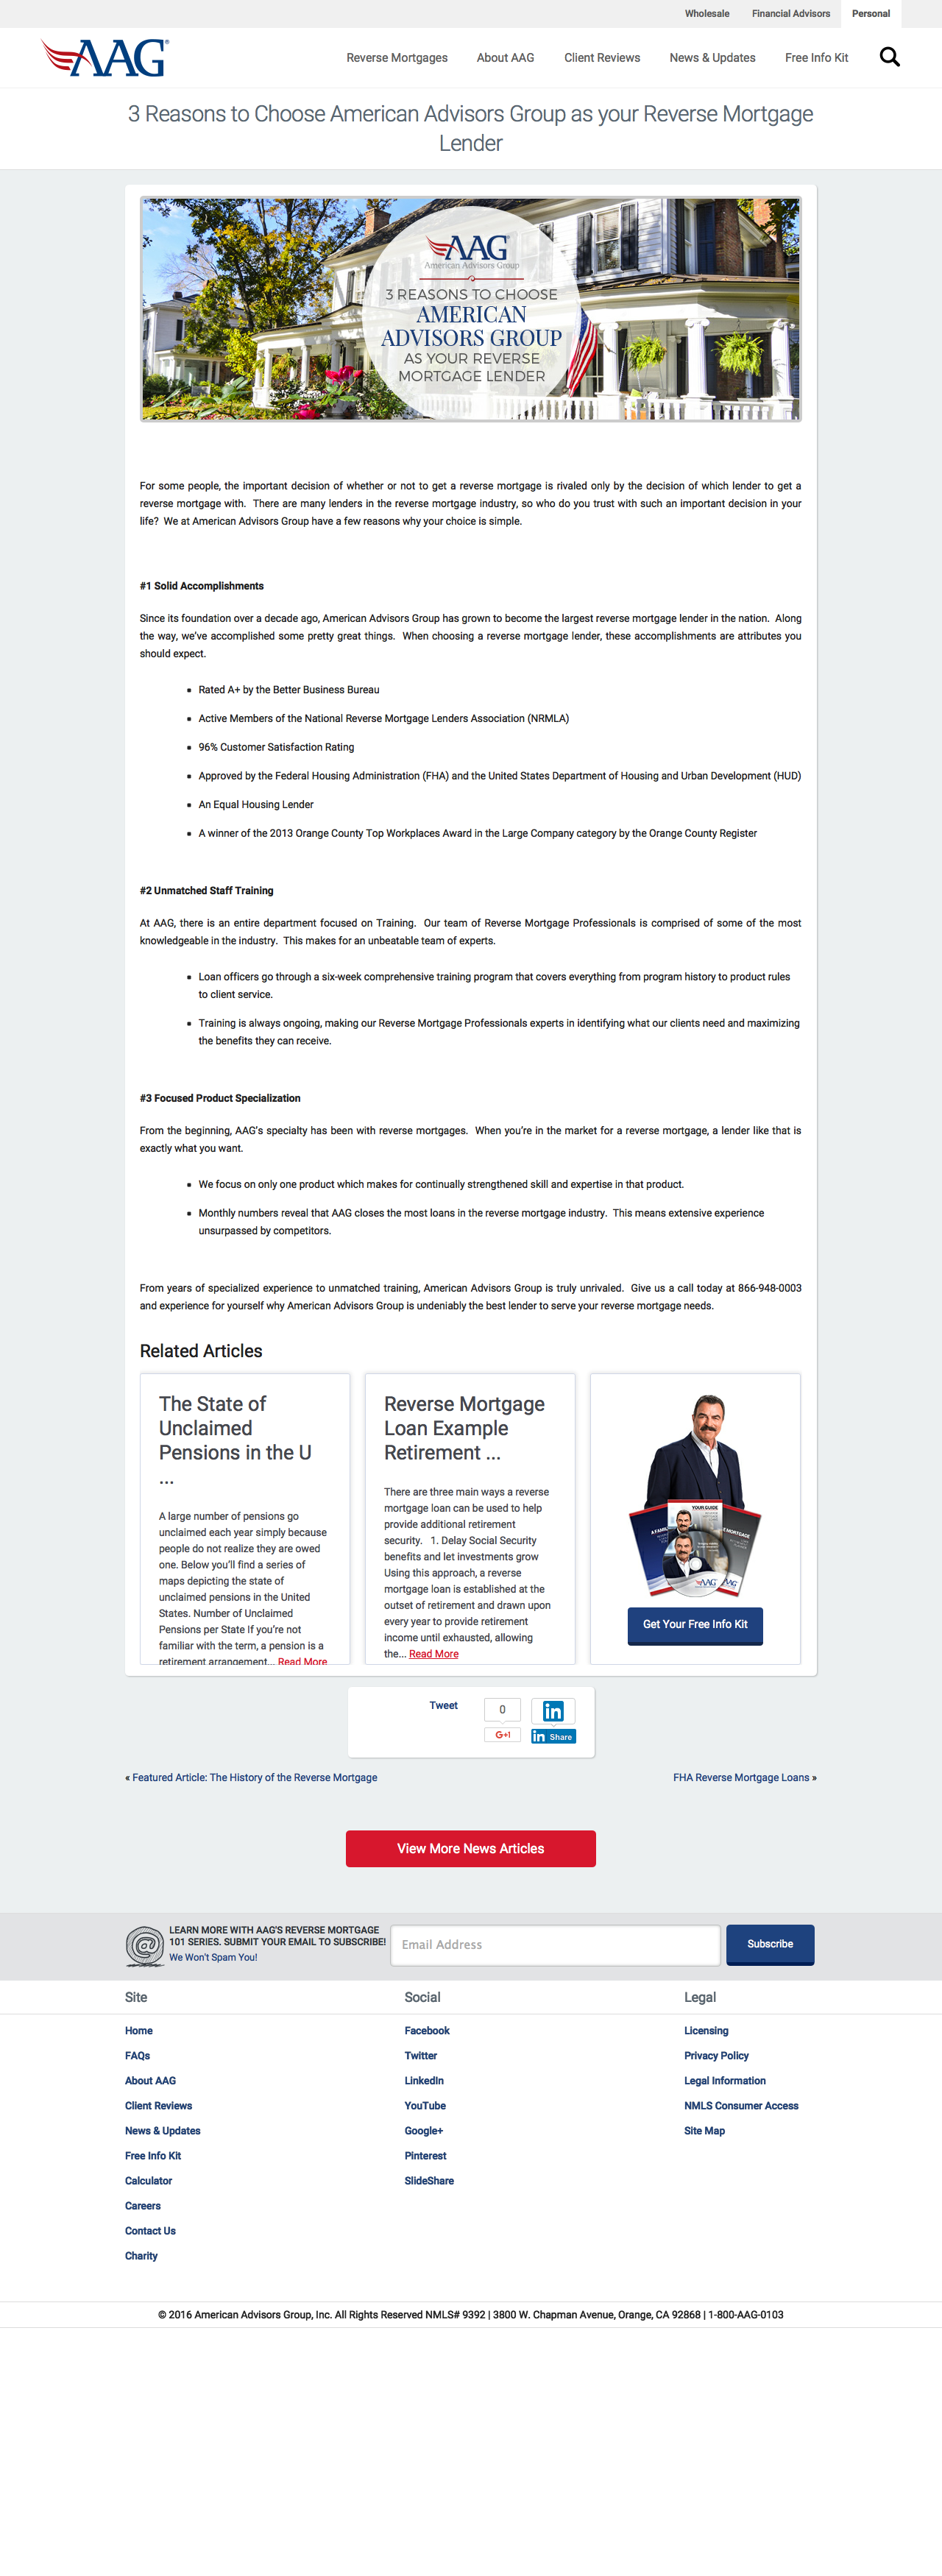 Wholesale Financial Advisors Personal
AAG®
Reverse Mortgages About AAG Client Reviews News & Updates Free Info Kit
3 Reasons to Choose American Advisors Group as your Reverse Mortgage
Lender
AAG
American Advisors Group
3 REASONS TO CHOOSE
AMERICAN
ADVISORS GROUP
AS YOUR REVERSE
MORTGAGE LENDER
For some people, the important decision of whether or not to get a reverse mortgage is rivaled only by the decision of which lender to get a
reverse mortgage with. There are many lenders in the reverse mortgage industry, so who do you trust with such an important decision in your
life? We at American Advisors Group have a few reasons why your choice is simple.
#1 Solid Accomplishments
Since its foundation over a decade ago, American Advisors Group has grown to become the largest reverse mortgage lender in the nation. Along
the way, we've accomplished some pretty great things. When choosing a reverse mortgage lender, these accomplishments are attributes you
should expect.
Rated A+ by the Better Business Bureau
Active Members of the National Reverse Mortgage Lenders Association (NRMLA)
96% Customer Satisfaction Rating
Approved by the Federal Housing Administration (FHA) and the United States Department of Housing and Urban Development (HUD)
An Equal Housing Lender
A winner of the 2013 Orange County Top Workplaces Award in the Large Company category by the Orange County Register
#2 Unmatched Staff Training
At AAG, there is an entire department focused on Training. Our team of Reverse Mortgage Professionals is comprised of some of the most
knowledgeable in the industry. This makes for an unbeatable team of experts.
Loan officers go through a six-week comprehensive training program that covers everything from program history to product rules
to client service.
Training is always ongoing, making our Reverse Mortgage Professionals experts in identifying what our clients need and maximizing
the benefits they can receive.
#3 Focused Product Specialization
From the beginning, AAG's specialty has been with reverse mortgages. When you're in the market for a reverse mortgage, a lender like that is
exactly what you want.
We focus on only one product which makes for continually strengthened skill and expertise in that product.
Monthly numbers reveal that AAG closes the most loans in the reverse mortgage industry. This means extensive experience
unsurpassed by competitors.
From years of specialized experience to unmatched training, American Advisors Group is truly unrivaled. Give us a call today at 866-948-0003
and experience for yourself why American Advisors Group is undeniably the best lender to serve your reverse mortgage needs.
Related Articles
The State of
Unclaimed
Pensions in the U
...
A large number of pensions go
unclaimed each year simply because
people do not realize they are owed
one. Below you'll find a series of
maps depicting the state of
unclaimed pensions in the United
States. Number of Unclaimed
Pensions per State If you're not
familiar with the term, a pension is a
retirement arrangement... Read More
Reverse Mortgage
Loan Example
Retirement ...
There are three main ways a reverse
mortgage loan can be used to help
provide additional retirement
security. 1. Delay Social Security
benefits and let investments grow
Using this approach, a reverse
mortgage loan is established at the
outset of retirement and drawn upon
every year to provide retirement
income until exhausted, allowing
the... Read More
YOUR GUIDE
AAG
Get Your Free Info Kit
Tweet
0
G+1
in
in Share
« Featured Article: The History of the Reverse Mortgage
FHA Reverse Mortgage Loans »
View More News Articles
LEARN MORE WITH AAG'S REVERSE MORTGAGE
101 SERIES. SUBMIT YOUR EMAIL TO SUBSCRIBE!
We Won't Spam You!
Email Address
Subscribe
Site
Home
FAQs
About AAG
Client Reviews
News & Updates
Free Info Kit
Calculator
Careers
Contact Us
Charity
Social
Facebook
Twitter
LinkedIn
YouTube
Google+
Pinterest
SlideShare
Legal
Licensing
Privacy Policy
Legal Information
NMLS Consumer Access
Site Map
© 2016 American Advisors Group, Inc. All Rights Reserved NMLS# 9392 | 3800 W. Chapman Avenue, Orange, CA 92868 | 1-800-AAG-0103